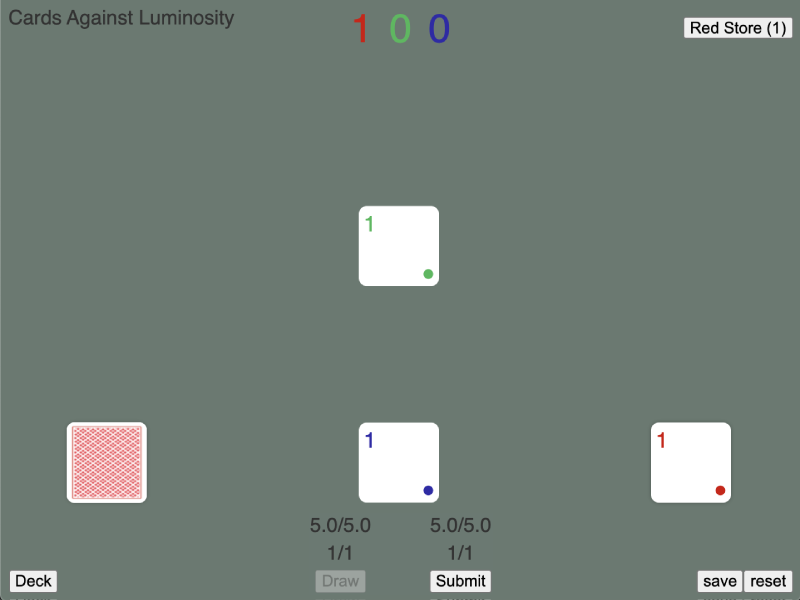 Cards Against Luminosity
1 0 0
Red Store (1)
1
1
1
5.0/5.0 5.0/5.0
1/1 1/1
Deck Draw Submit save reset